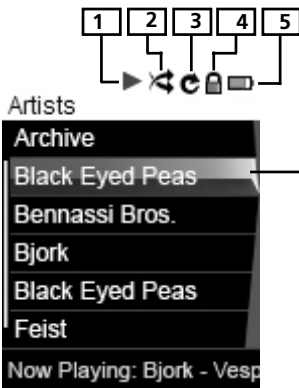 1 2 3 4 5
Artists
Archive
Black Eyed Peas
Bennassi Bros.
Bjork
Black Eyed Peas
Feist
Now Playing: Bjork - Vesp